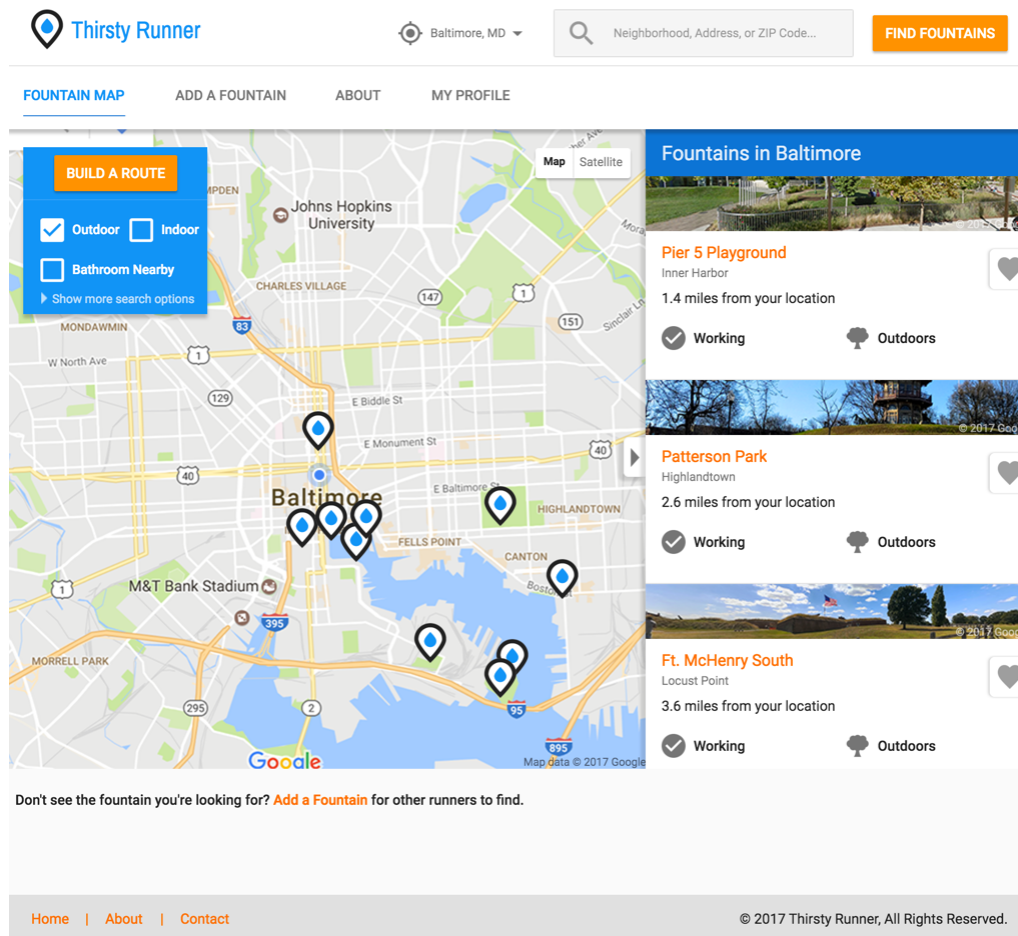 Thirsty Runner
Baltimore, MD
Neighborhood, Address, or ZIP Code...
FIND FOUNTAINS
FOUNTAIN MAP
ADD A FOUNTAIN
ABOUT
MY PROFILE
BUILD A ROUTE
Outdoor
Indoor
Bathroom Nearby
Show more search options
Map
Satellite
MPDEN
Johns Hopkins
University
CHARLES VILLAGE
147
1
151
Sinclair Ln
83
MONDAWMIN
1
W North Ave
129
E Biddle St
E Monument St
40
40
Baltimore
E Baltimore St
HIGHLANDTOWN
FELLS POINT
CANTON
1
M&T Bank Stadium
395
MORRELL PARK
295
2
95
895
Google
Map data © 2017 Google
Fountains in Baltimore
Pier 5 Playground
Inner Harbor
1.4 miles from your location
Working
Outdoors
© 2017 Goo
Patterson Park
Highlandtown
2.6 miles from your location
Working
Outdoors
© 2017 Goo
Ft. McHenry South
Locust Point
3.6 miles from your location
Working
Outdoors
Don't see the fountain you're looking for? Add a Fountain for other runners to find.
Home | About | Contact
© 2017 Thirsty Runner, All Rights Reserved.